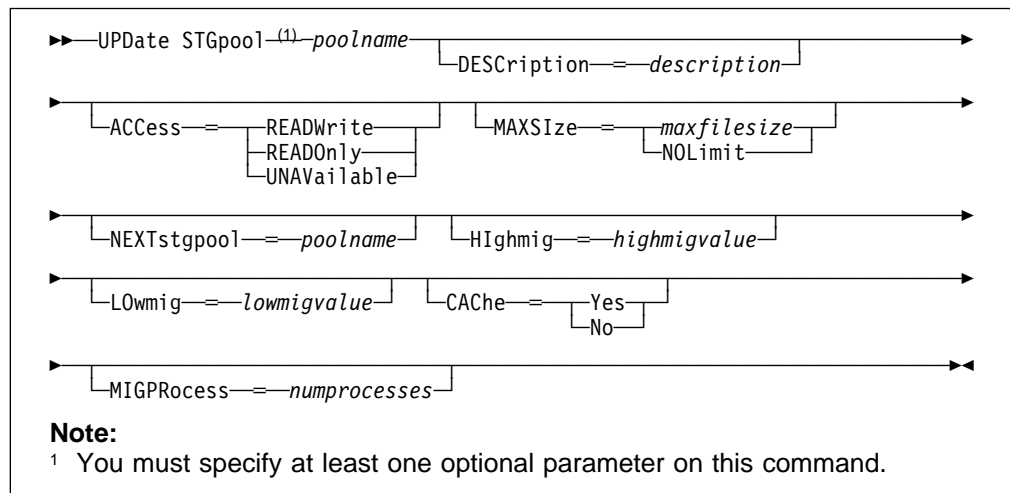 UPDate STGpool (1) poolname
DESCription = description
ACCess = READWrite MAXSIze = maxfilesize
READOnly NOLimit
UNAVailable
NEXTstgpool = poolname HIghmig = highmigvalue
LOwmig = lowmigvalue CAChe = Yes
No
MIGPRocess = numprocesses
Note:
1 You must specify at least one optional parameter on this command.